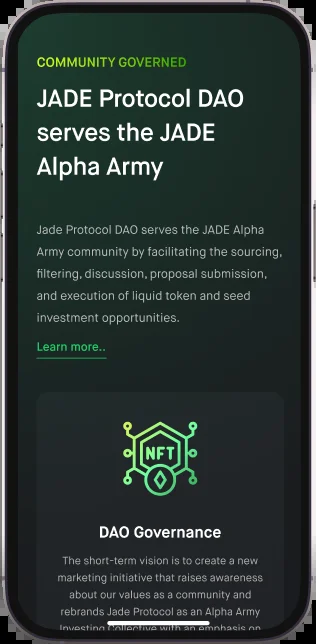 COMMUNITY GOVERNED
JADE Protocol DAO
serves the JADE
Alpha Army
Jade Protocol DAO serves the JADE Alpha
Army community by facilitating the sourcing,
filtering, discussion, proposal submission,
and execution of liquid token and seed
investment opportunities.
Learn more..
NFT
DAO Governance
The short-term vision is to create a new
marketing initiative that raises awareness
about our values as a community and
rebrands Jade Protocol as an Alpha Army
Investing Collective with an emphasis on